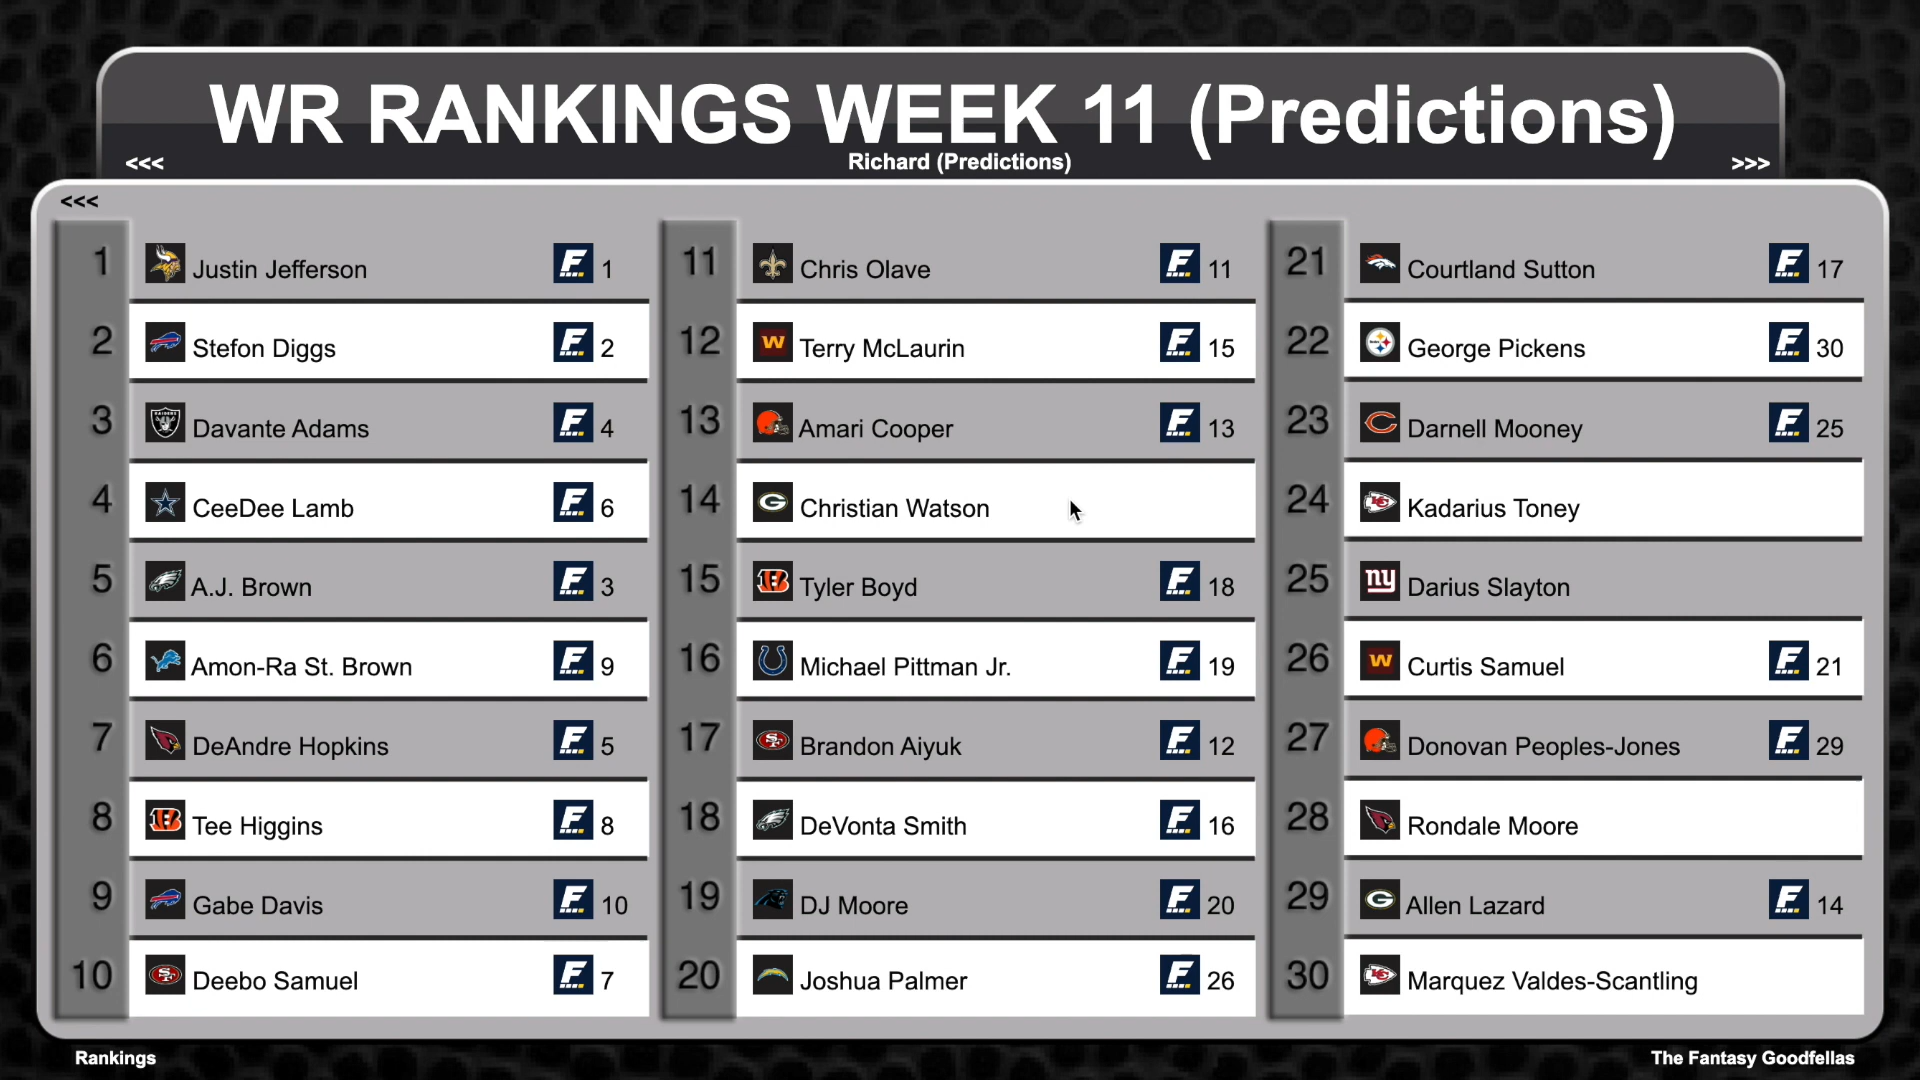 WR RANKINGS WEEK 11 (Predictions)
<<< Richard (Predictions) >>>
<<<
1 Justin Jefferson F 1
2 Stefon Diggs F 2
3 Davante Adams F 4
4 CeeDee Lamb F 6
5 A.J. Brown F 3
6 Amon-Ra St. Brown F 9
7 DeAndre Hopkins F 5
8 Tee Higgins F 8
9 Gabe Davis F 10
10 Deebo Samuel F 7
11 Chris Olave F 11
12 W Terry McLaurin F 15
13 Amari Cooper F 13
14 G Christian Watson
15 B Tyler Boyd F 18
16 Michael Pittman Jr. F 19
17 SF Brandon Aiyuk F 12
18 DeVonta Smith F 16
19 DJ Moore F 20
20 Joshua Palmer F 26
21 Courtland Sutton F 17
22 George Pickens F 30
23 C Darnell Mooney F 25
24 KC Kadarius Toney
25 ny Darius Slayton
26 W Curtis Samuel F 21
27 Donovan Peoples-Jones F 29
28 Rondale Moore
29 G Allen Lazard F 14
30 KC Marquez Valdes-Scantling
Rankings
The Fantasy Goodfellas